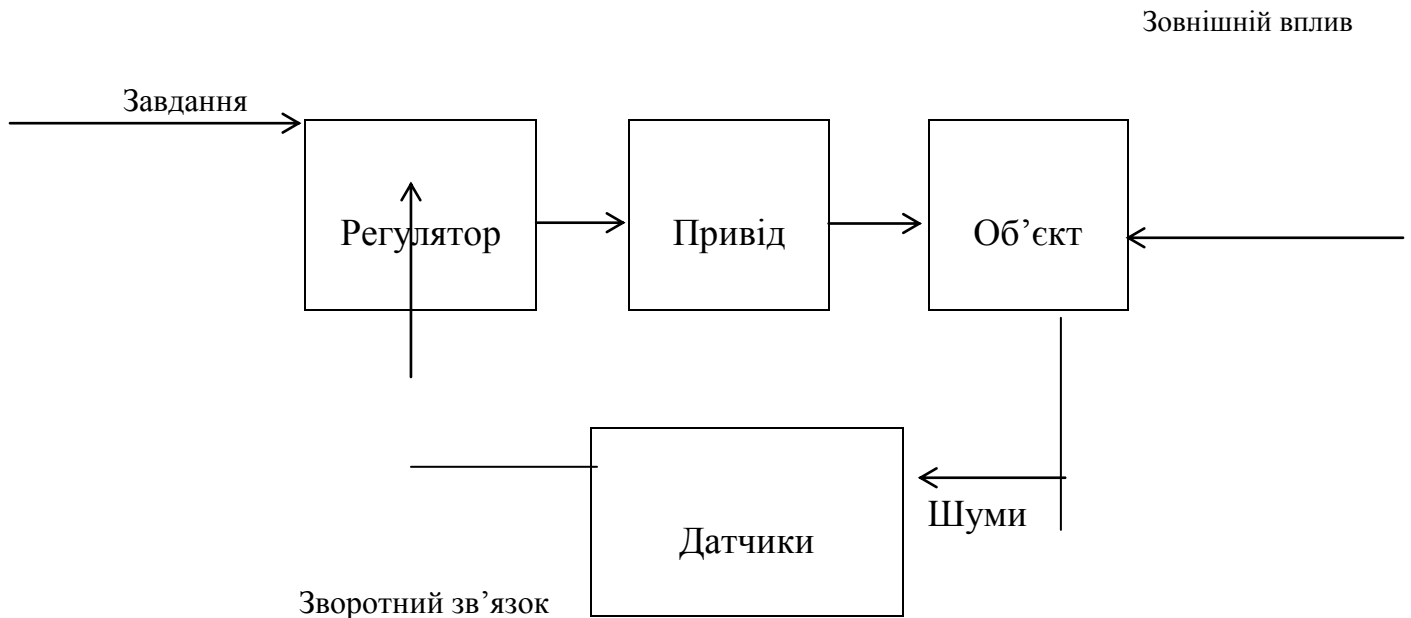 Зовнішній вплив
Завдання
Регулятор
Привід
Об’єкт
Шуми
Датчики
Зворотний зв’язок